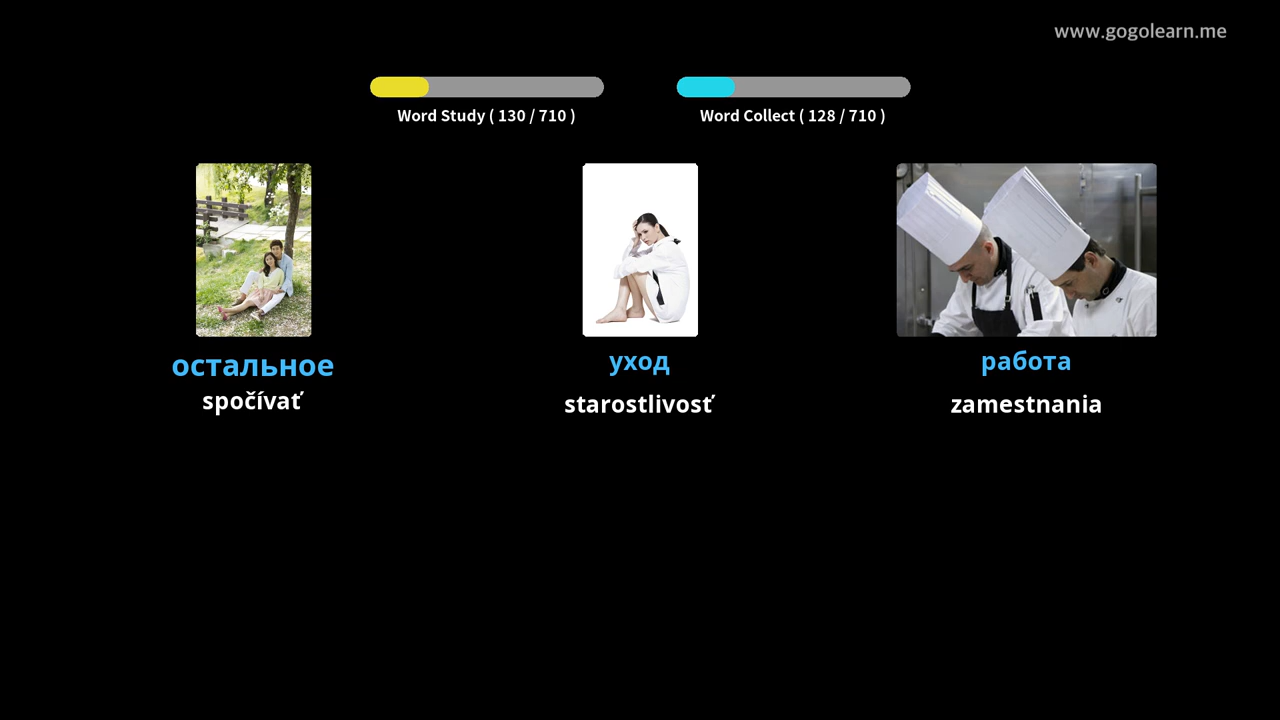 www.gogolearn.me
Word Study ( 130 / 710 )
Word Collect ( 128 / 710 )
остальное
spočívať
уход
starostlivosť
работа
zamestnania